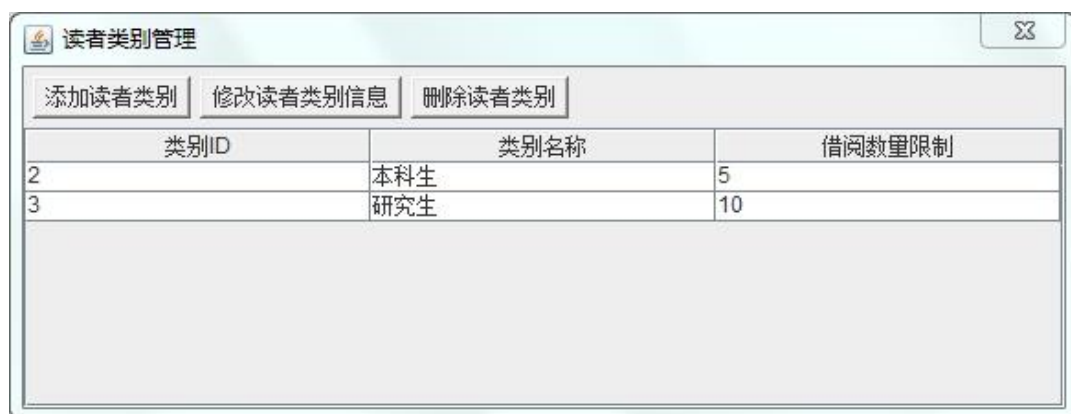 读者类别管理
添加读者类别 修改读者类别信息 删除读者类别
类别ID 类别名称 借阅数量限制
2 本科生 5
3 研究生 10